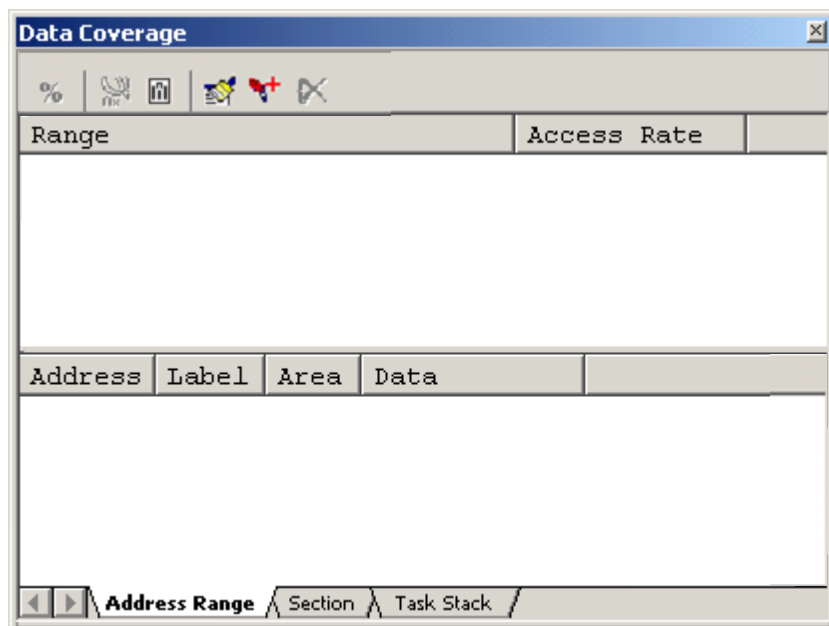 Data Coverage
%
Range Access Rate
Address Label Area Data
Address Range Section Task Stack